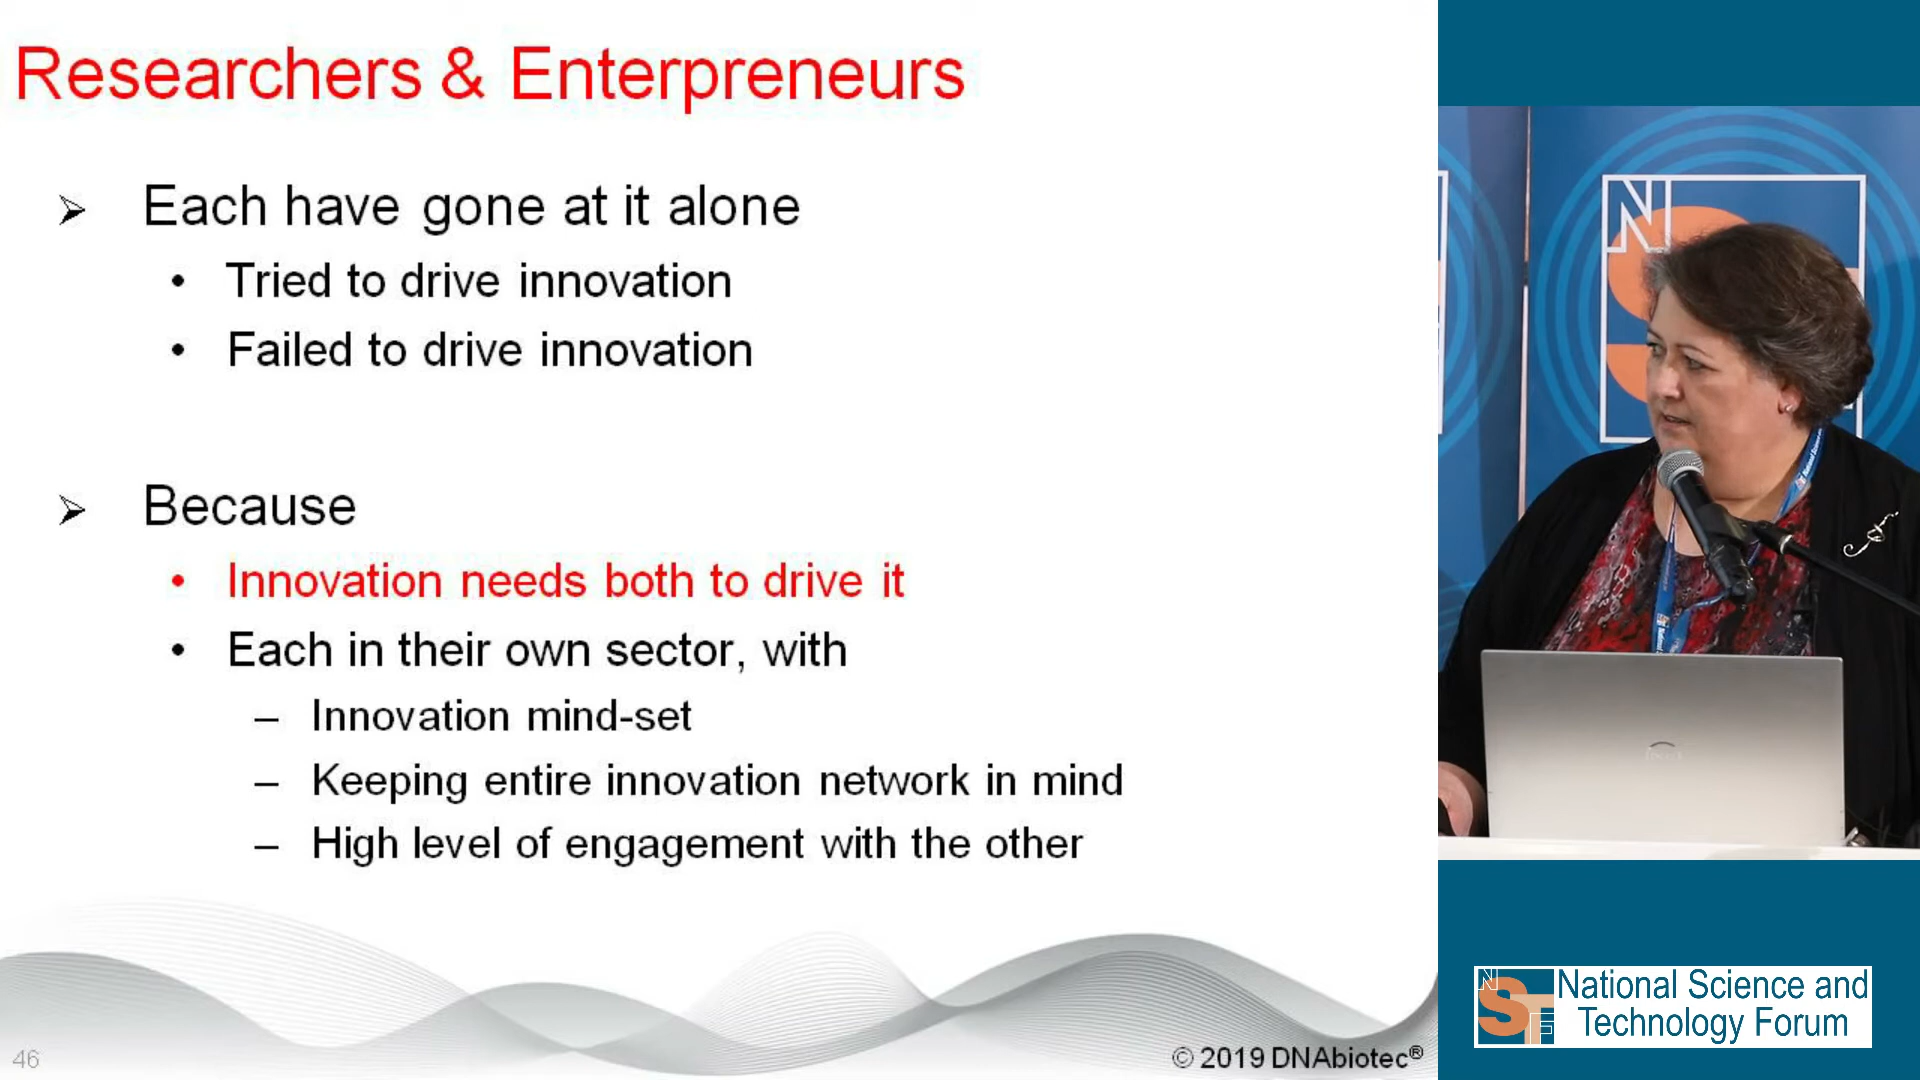 Researchers & Enterpreneurs
➢ Each have gone at it alone
• Tried to drive innovation
• Failed to drive innovation
➢ Because
• Innovation needs both to drive it
• Each in their own sector, with
– Innovation mind-set
– Keeping entire innovation network in mind
– High level of engagement with the other
46
© 2019 DNAbiotec®
National Science and
Technology Forum